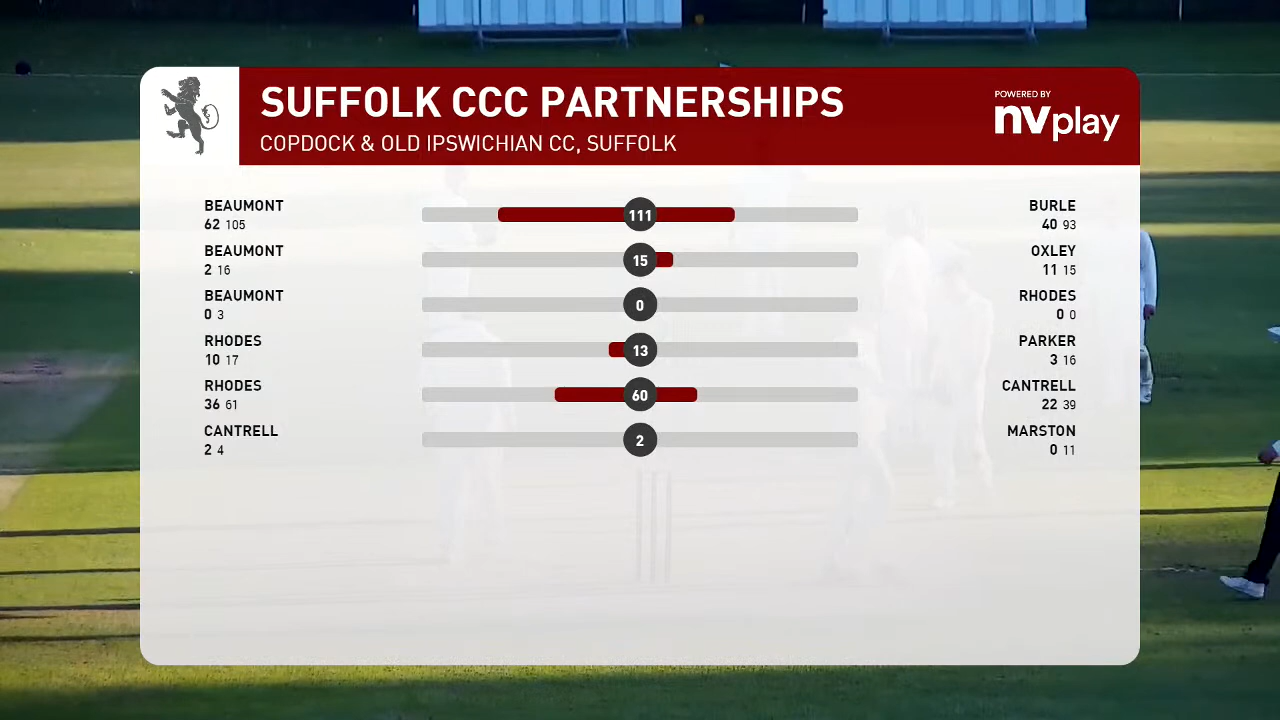 SUFFOLK CCC PARTNERSHIPS
COPDOCK & OLD IPSWICHIAN CC, SUFFOLK
POWERED BY
nvplay
BEAUMONT
62 105
111
BURLE
40 93
BEAUMONT
2 16
15
OXLEY
11 15
BEAUMONT
0 3
0
RHODES
0 0
RHODES
10 17
13
PARKER
3 16
RHODES
36 61
60
CANTRELL
22 39
CANTRELL
2 4
2
MARSTON
0 11